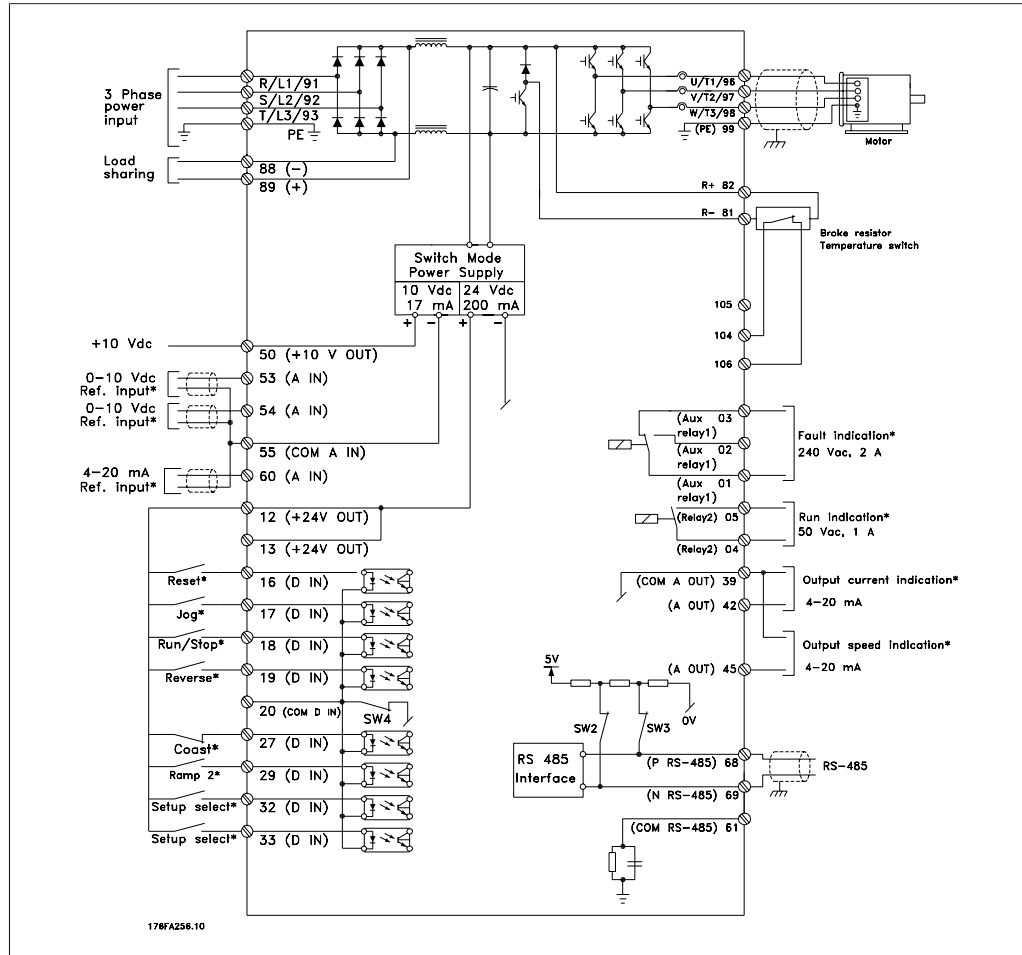 3 Phase
power
input
R/L1/91
S/L2/92
T/L3/93
PE
U/T1/96
V/T2/97
W/T3/98
(PE) 99
Motor
Load
sharing
88 (-)
89 (+)
R+ 82
R- 81
Broke resistor
Temperature switch
Switch Mode
Power Supply
10 Vdc
17 mA
24 Vdc
200 mA
+ - + -
105
104
106
+10 Vdc
50 (+10 V OUT)
0-10 Vdc
Ref. input*
53 (A IN)
0-10 Vdc
Ref. input*
54 (A IN)
55 (COM A IN)
4-20 mA
Ref. input*
60 (A IN)
12 (+24V OUT)
13 (+24V OUT)
(Aux 03
relay1)
(Aux 02
relay1)
(Aux 01
relay1)
Fault indication*
240 Vac, 2 A
(Relay2) 05
(Relay2) 04
Run indication*
50 Vac, 1 A
Reset*
16 (D IN)
Jog*
17 (D IN)
Run/Stop*
18 (D IN)
Reverse*
19 (D IN)
20 (COM D IN)
SW4
Coast*
27 (D IN)
Ramp 2*
29 (D IN)
Setup select*
32 (D IN)
Setup select*
33 (D IN)
(COM A OUT) 39
(A OUT) 42
Output current indication*
4-20 mA
(A OUT) 45
Output speed indication*
4-20 mA
5V
0V
SW2
SW3
RS 485
Interface
(P RS-485) 68
(N RS-485) 69
RS-485
(COM RS-485) 61
176FA256.10